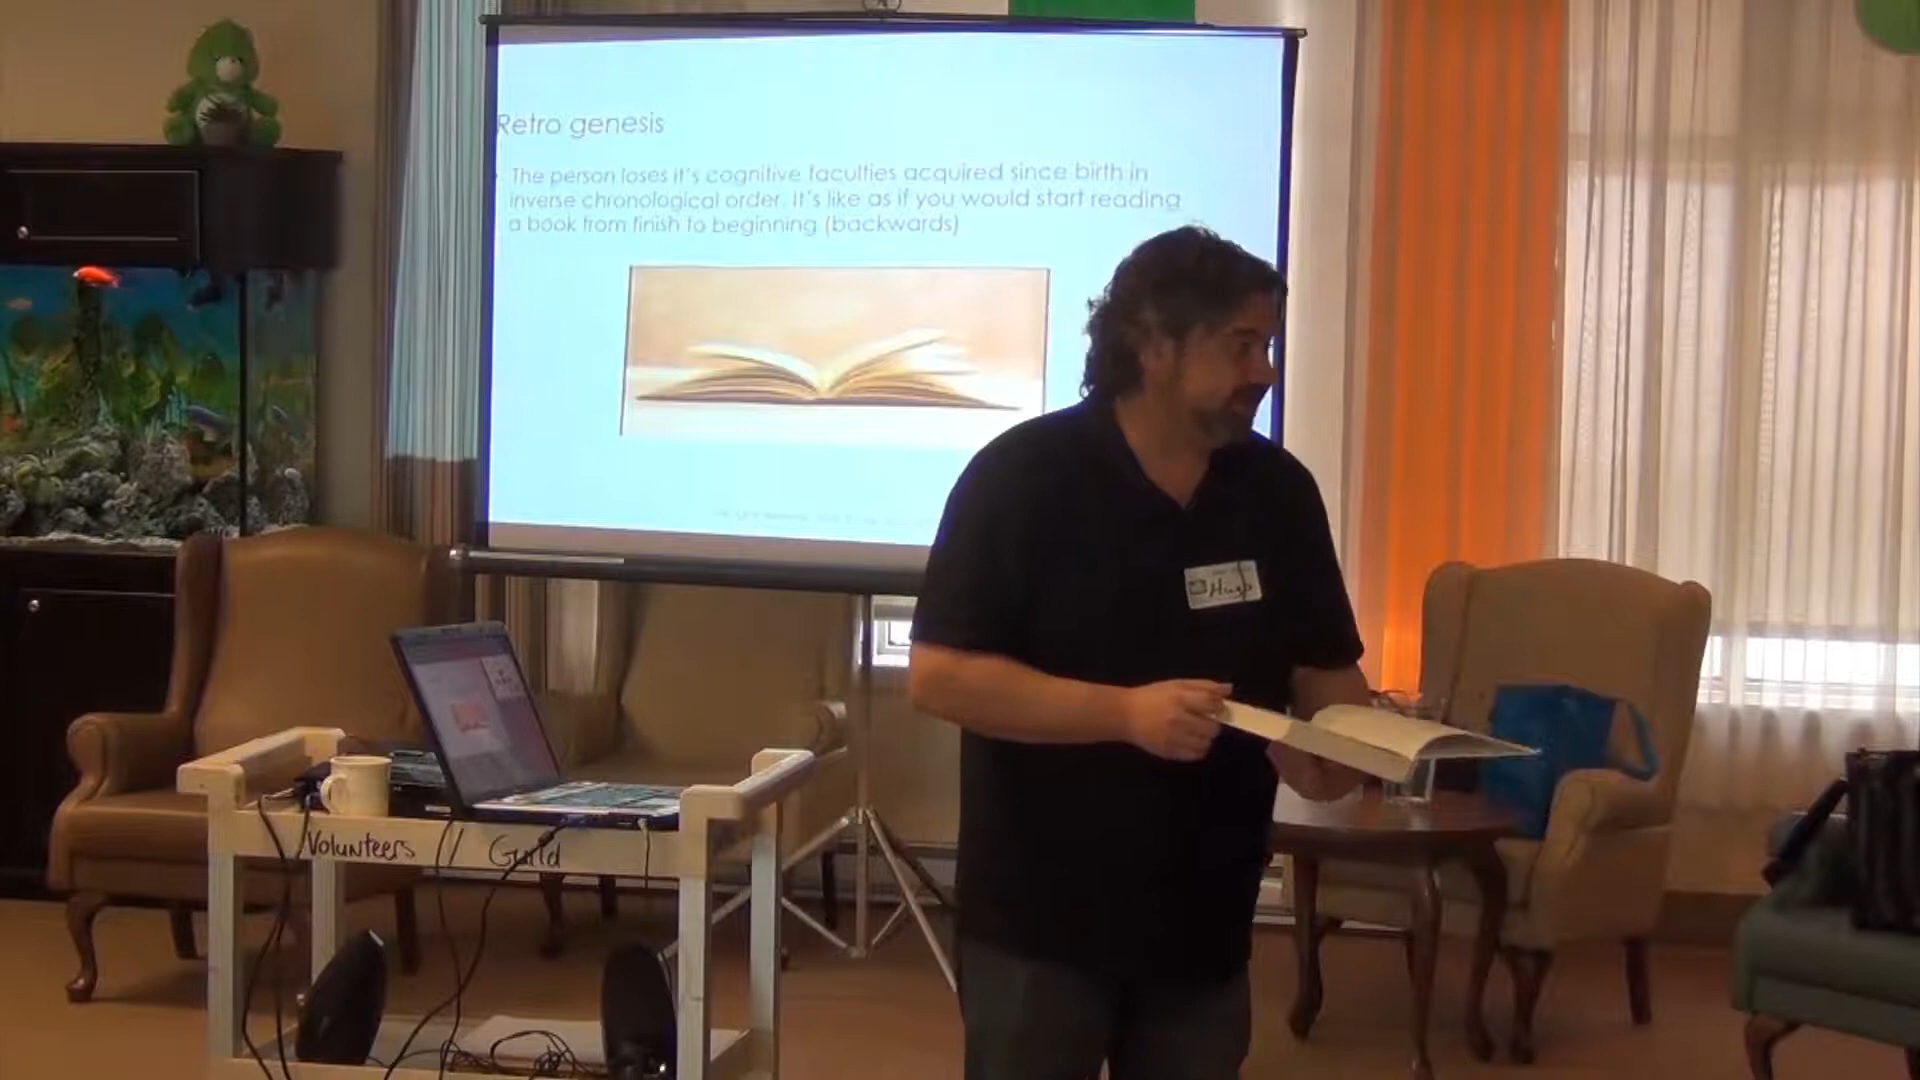 Retro genesis
• The person loses it's cognitive faculties acquired since birth in
inverse chronological order. It's like as if you would start reading
a book from finish to beginning (backwards)
Hugo
Volunteers // Guild